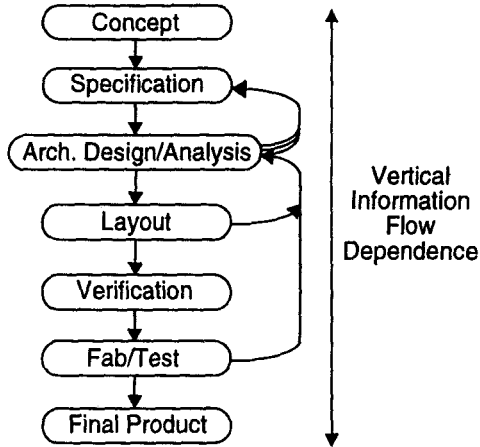 Concept
Specification
Arch. Design/Analysis
Layout
Verification
Fab/Test
Final Product
Vertical
Information
Flow
Dependence